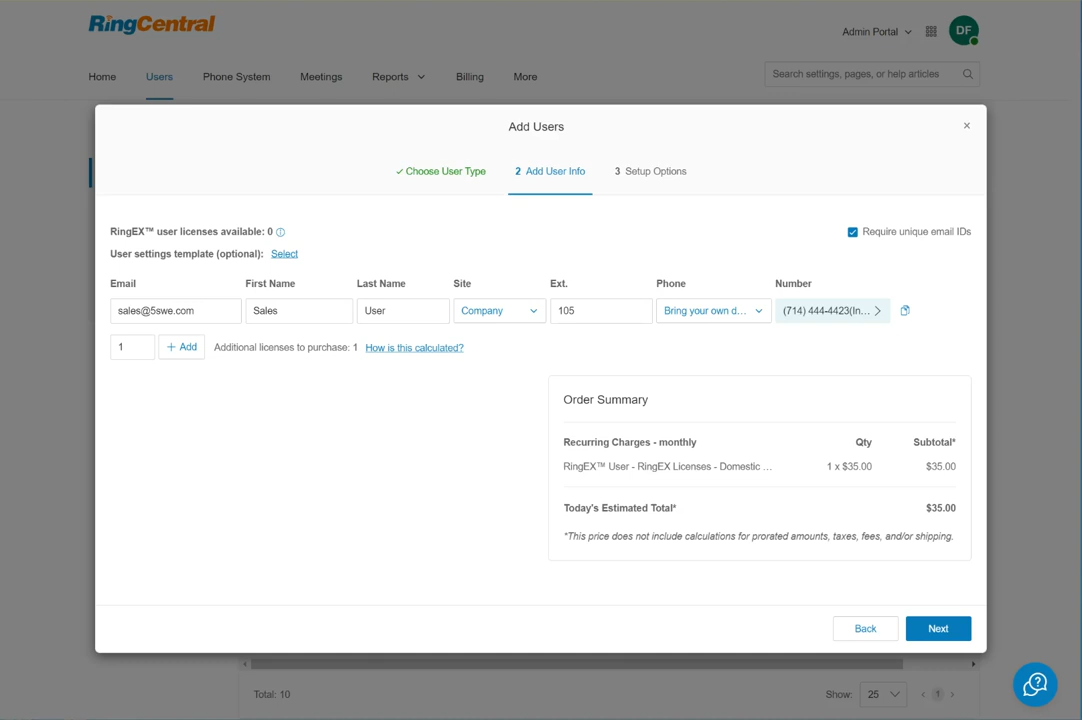 RingCentral
Admin Portal
DF
Home Users Phone System Meetings Reports Billing More
Search settings, pages, or help articles
Add Users
×
Choose User Type 2 Add User Info 3 Setup Options
RingEX™ user licenses available: 0
Require unique email IDs
User settings template (optional): Select
Email First Name Last Name Site Ext. Phone Number
sales@5swe.com Sales User Company 105 Bring your own d... (714) 444-4423(In...
1 + Add Additional licenses to purchase: 1 How is this calculated?
Order Summary
Recurring Charges - monthly Qty Subtotal*
RingEX™ User - RingEX Licenses - Domestic ... 1 x $35.00 $35.00
Today's Estimated Total* $35.00
*This price does not include calculations for prorated amounts, taxes, fees, and/or shipping.
Back Next
Total: 10 Show: 25 < 1 >